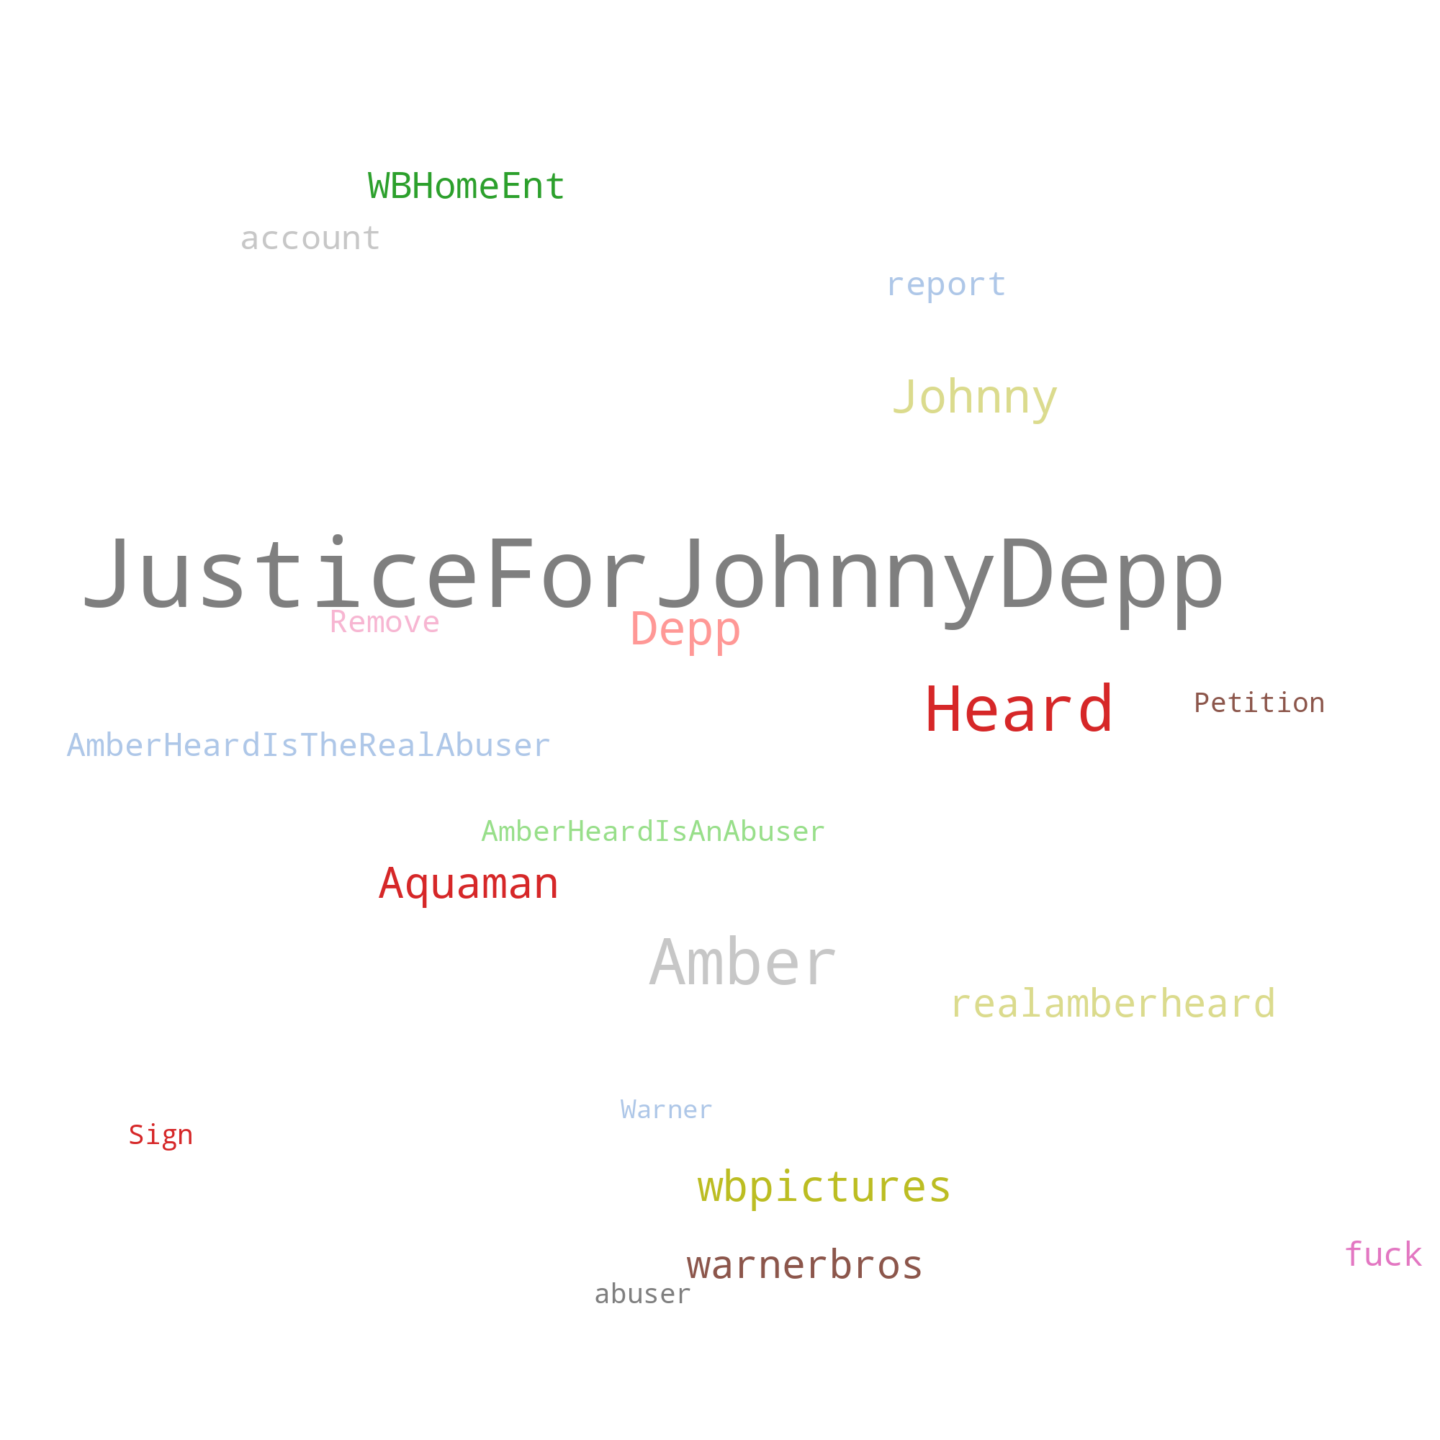 WBHomeEnt
account
report
Johnny
JusticeForJohnnyDepp
Remove
Depp
Heard
Petition
AmberHeardIsTheRealAbuser
AmberHeardIsAnAbuser
Aquaman
Amber
realamberheard
Warner
Sign
wbpictures
fuck
warnerbros
abuser